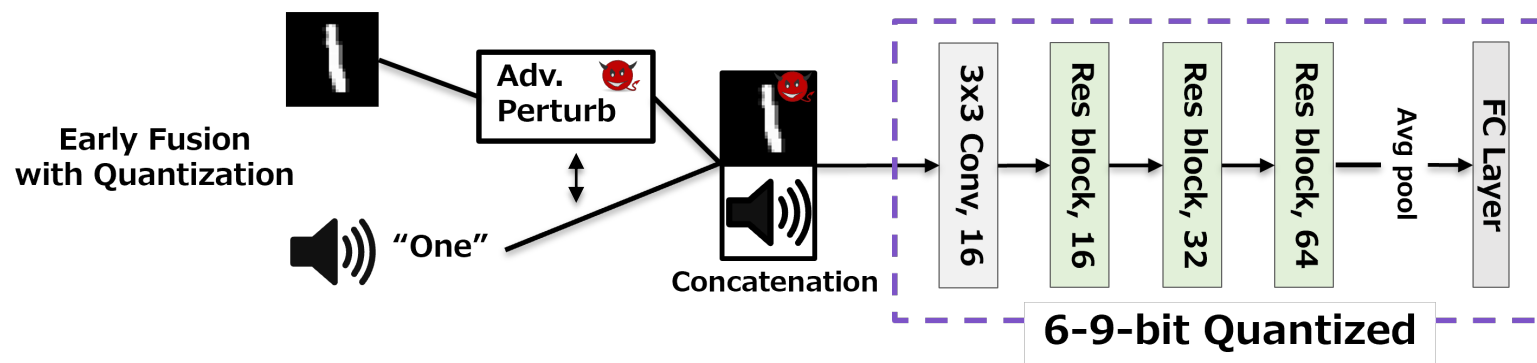 Early Fusion
with Quantization
Adv.
Perturb
“One”
Concatenation
3x3 Conv, 16
Res block, 16
Res block, 32
Res block, 64
Avg pool
FC Layer
6-9-bit Quantized